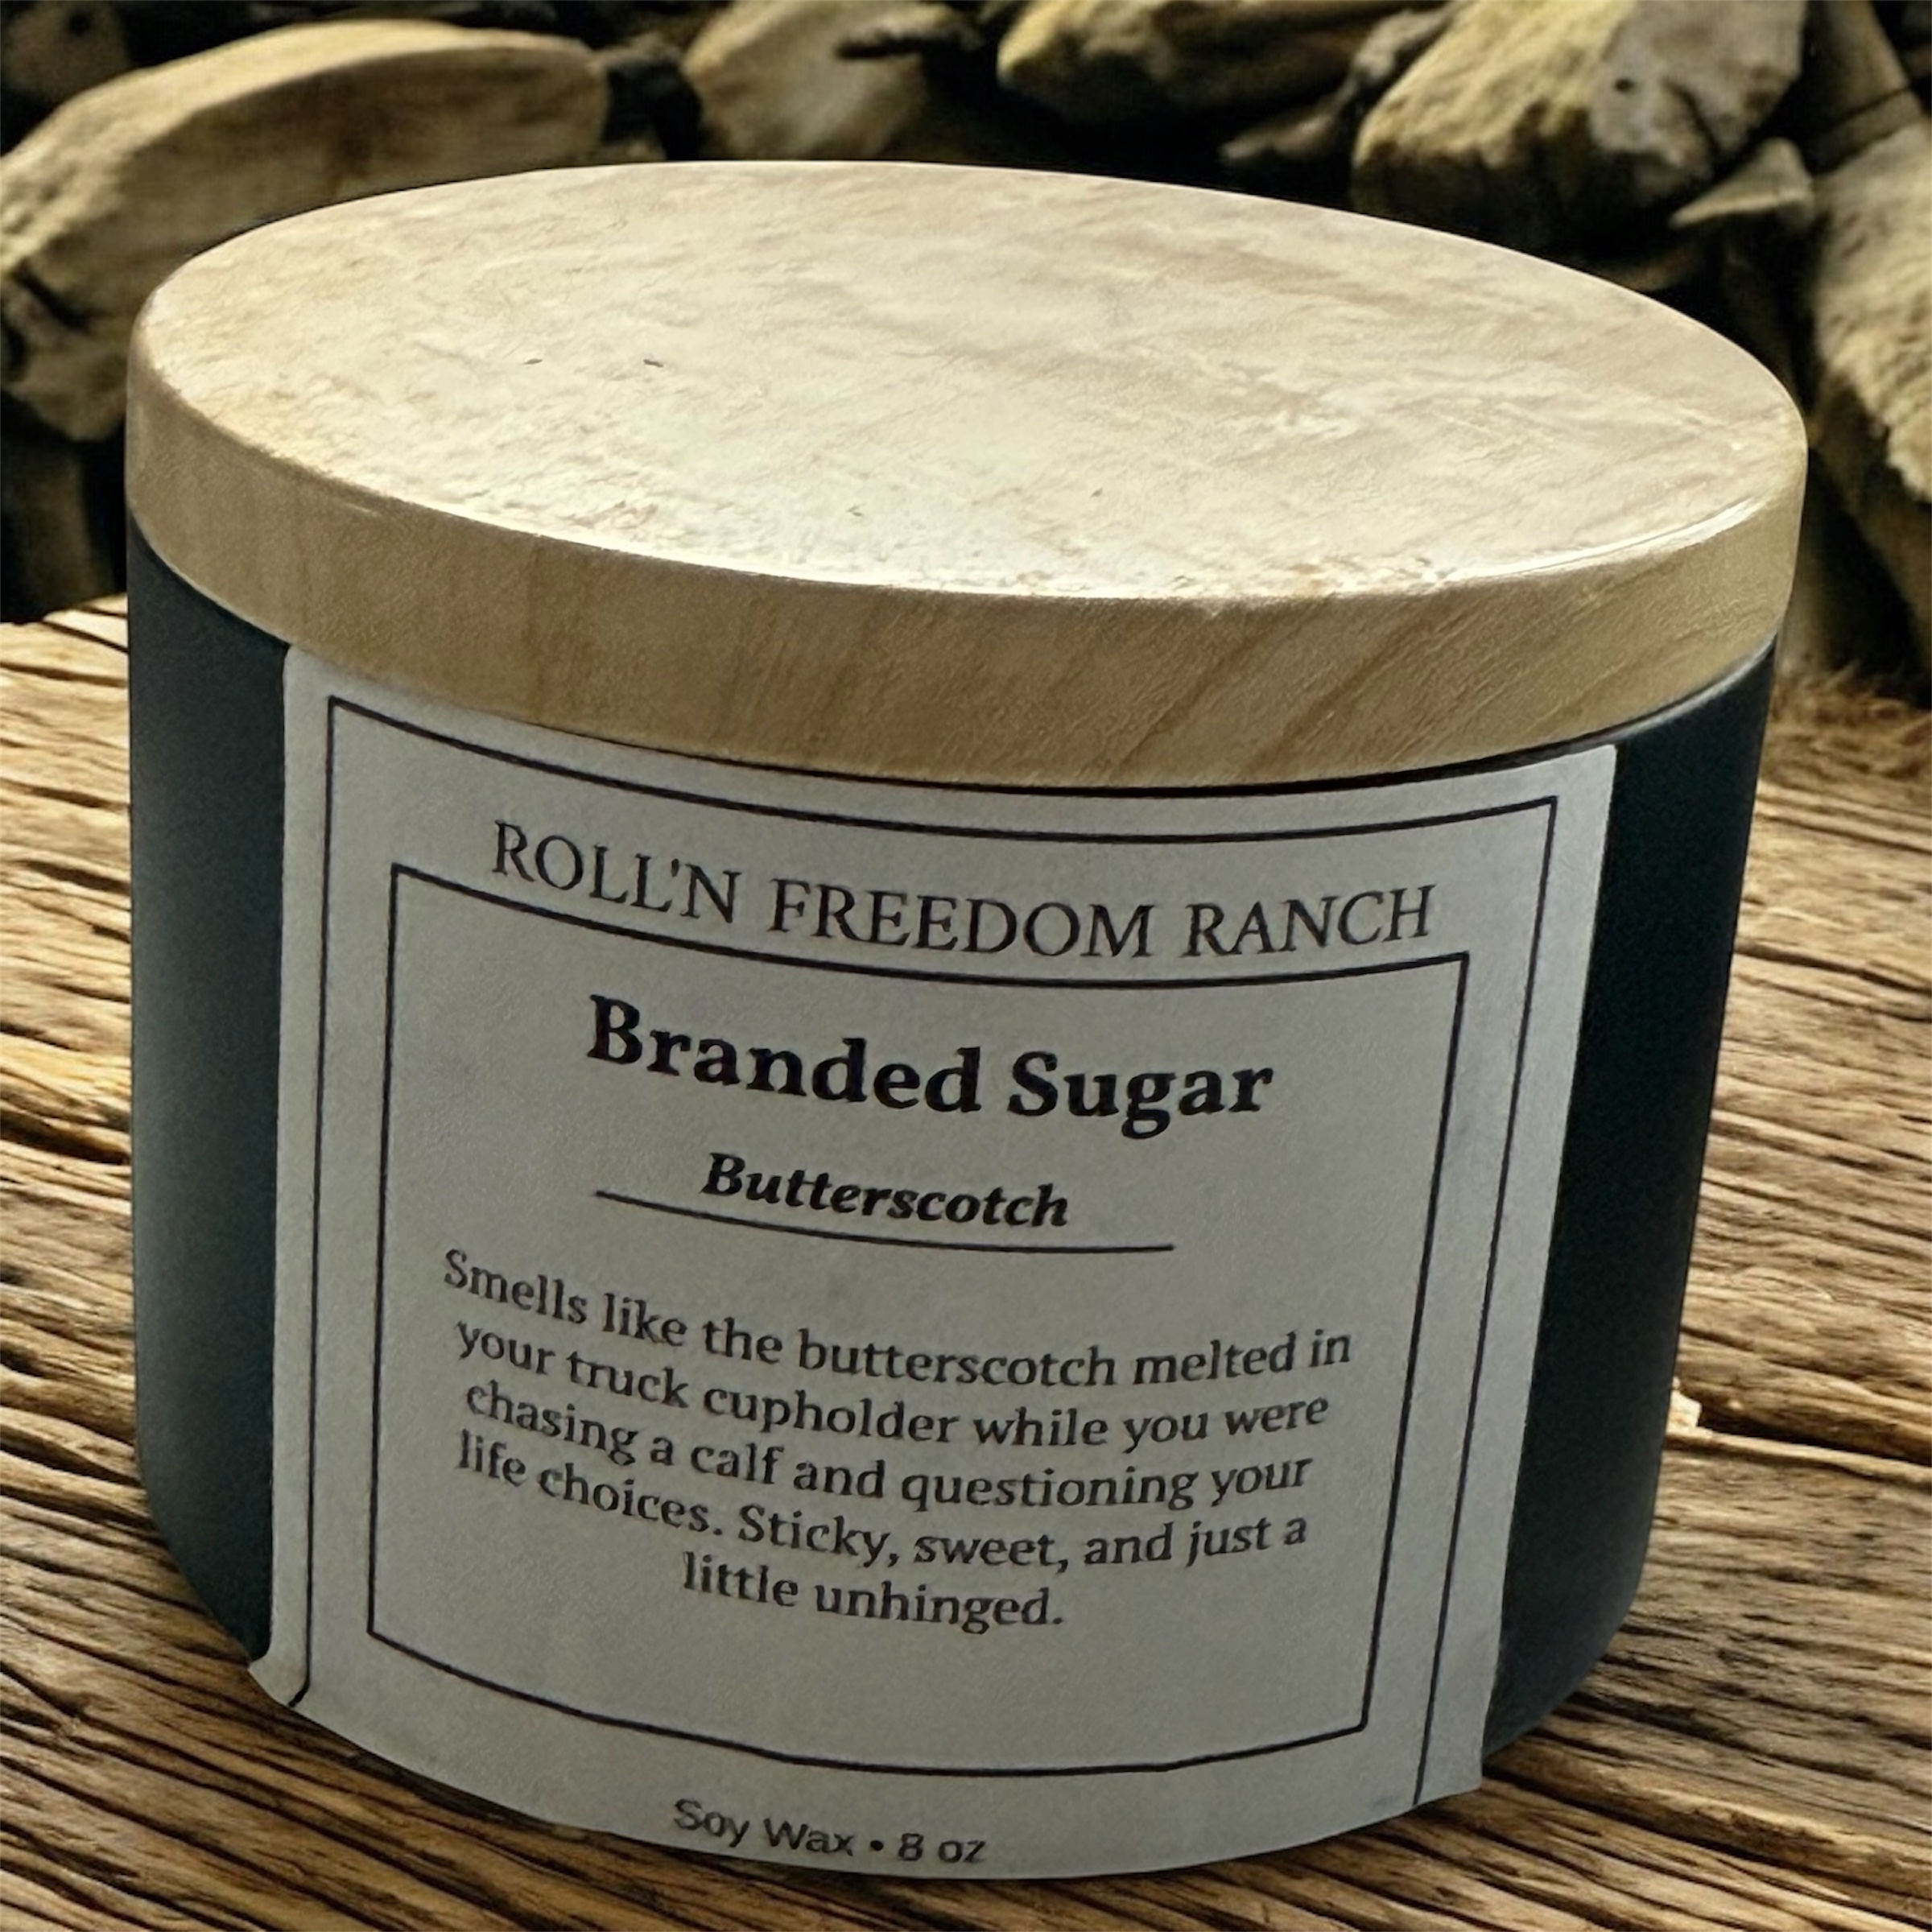 ROLL'N FREEDOM RANCH
Branded Sugar
Butterscotch
Smells like the butterscotch melted in
your truck cupholder while you were
chasing a calf and questioning your
life choices. Sticky, sweet, and just a
little unhinged.
Soy Wax • 8 oz